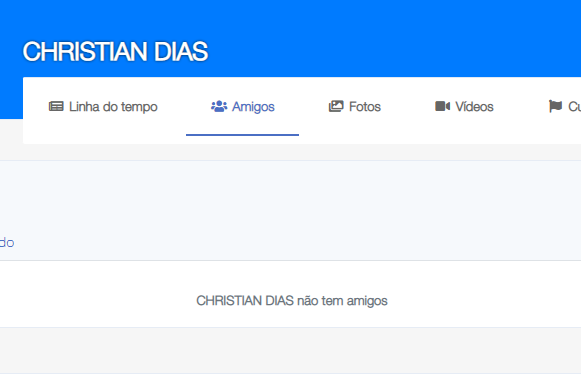 CHRISTIAN DIAS
Linha do tempo Amigos Fotos Vídeos Cu
do
CHRISTIAN DIAS não tem amigos